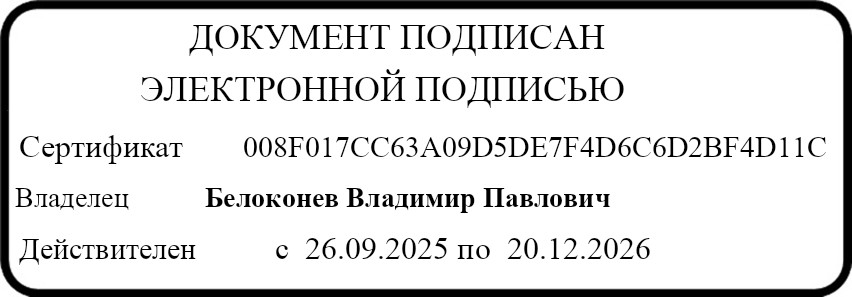 ДОКУМЕНТ ПОДПИСАН
ЭЛЕКТРОННОЙ ПОДПИСЬЮ
Сертификат 008F017CC63A09D5DE7F4D6C6D2BF4D11C
Владелец Белоконев Владимир Павлович
Действителен с 26.09.2025 по 20.12.2026